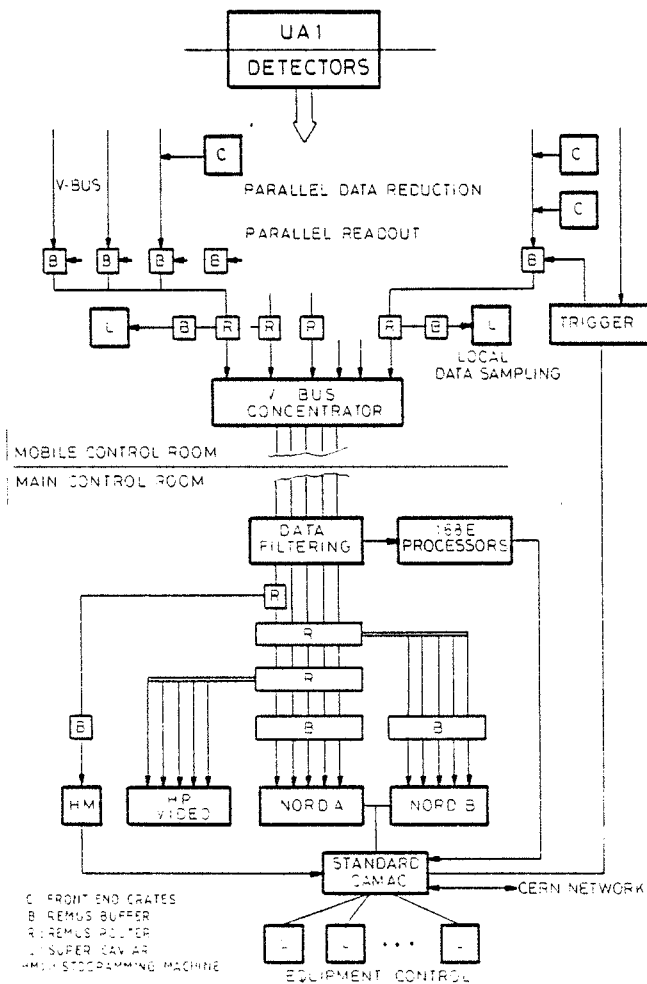 UA1
DETECTORS
C
C
V-BUS
PARALLEL DATA REDUCTION
C
PARALLEL READOUT
B B B B B
L B R R R R B L
TRIGGER
LOCAL
DATA SAMPLING
BUS
CONCENTRATOR
MOBILE CONTROL ROOM
MAIN CONTROL ROOM
DATA
FILTERING
168E
PROCESSORS
R
R
R
B B B
HM
HP
VIDEO
NORD A
NORD B
STANDARD
CAMAC
CERN NETWORK
C FRONT END CRATES
B REMUS BUFFER
R REMUS ROUTER
SUPER CAVIAR
MACHINE
• • •
EQUIPMENT CONTROL